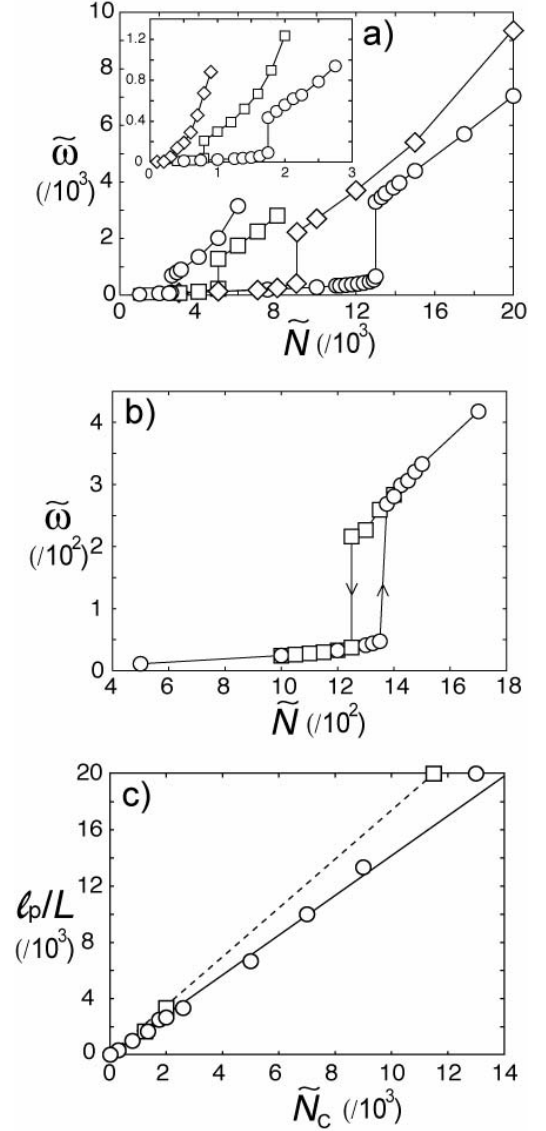 a)
ω̃
(/10³)
10
8
6
4
2
0
1.2
0.8
0.4
0
0 1 2 3
0 4 8 12 16 20
Ñ (/10³)
b)
ω̃
(/10²)
4
3
2
1
0
4 6 8 10 12 14 16 18
Ñ (/10²)
c)
ℓp/L
(/10³)
20
16
12
8
4
0
0 2 4 6 8 10 12 14
Ñc (/10³)